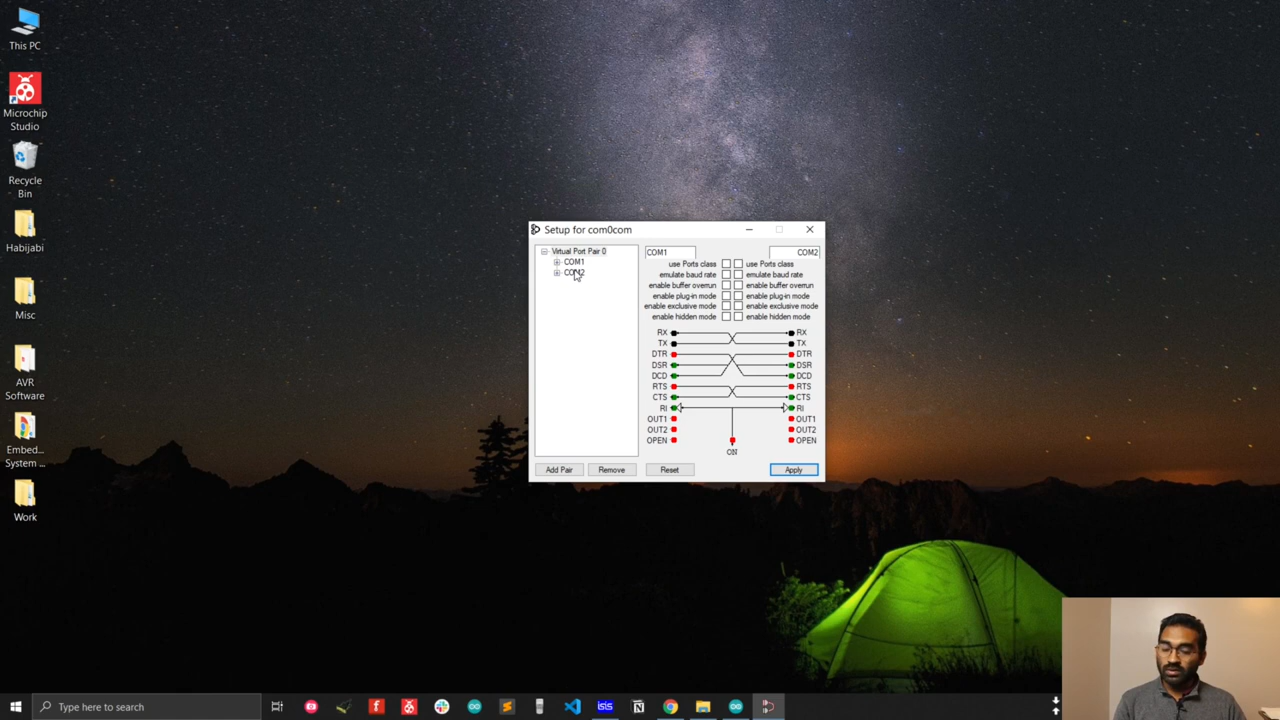 This PC
Microchip
Studio
Recycle
Bin
Habijabi
Misc
AVR
Software
Embed...
System ...
Work
Setup for com0com
Virtual Port Pair 0
COM1
COM2
COM1
COM2
use Ports class
use Ports class
emulate baud rate
emulate baud rate
enable buffer overrun
enable buffer overrun
enable plug-in mode
enable plug-in mode
enable exclusive mode
enable exclusive mode
enable hidden mode
enable hidden mode
RX
RX
TX
TX
DTR
DTR
DSR
DSR
DCD
DCD
RTS
RTS
CTS
CTS
RI
RI
OUT1
OUT1
OUT2
OUT2
OPEN
OPEN
ON
Add Pair
Remove
Reset
Apply
Type here to search
isis